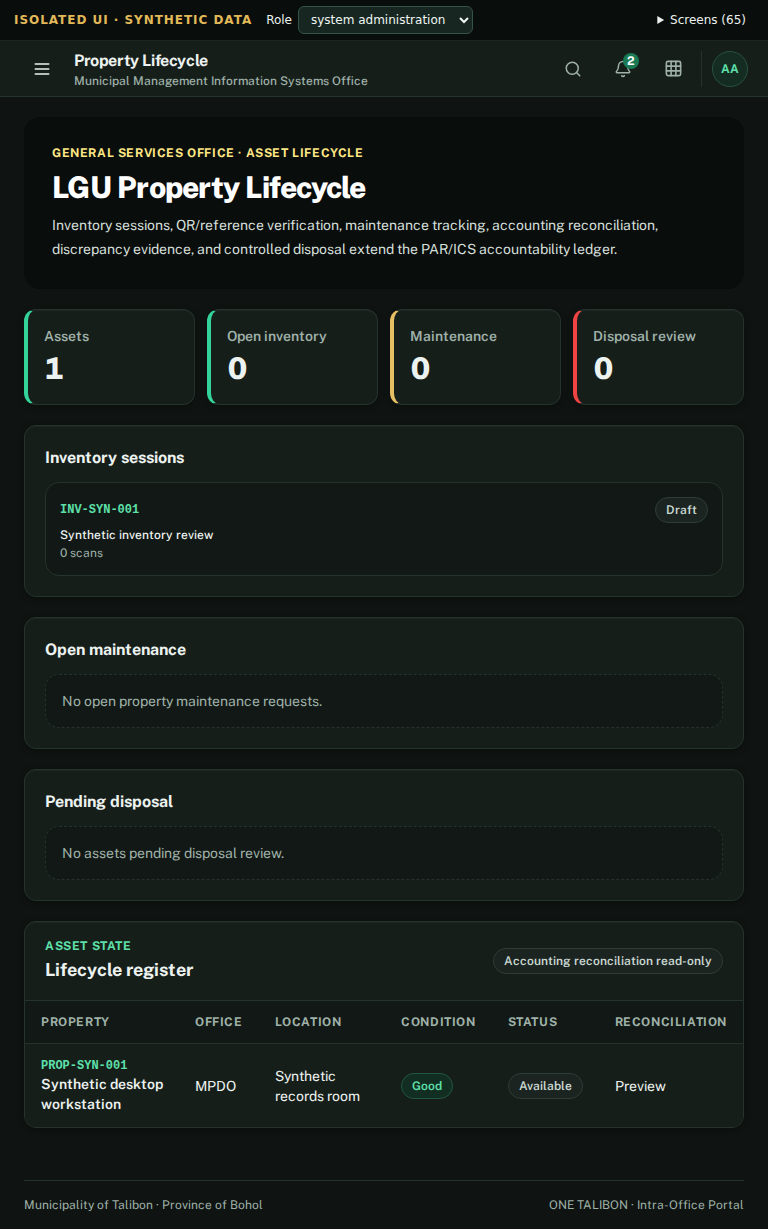 ISOLATED UI · SYNTHETIC DATA Role system administration Screens (65)
Property Lifecycle
Municipal Management Information Systems Office
2
AA
GENERAL SERVICES OFFICE · ASSET LIFECYCLE
LGU Property Lifecycle
Inventory sessions, QR/reference verification, maintenance tracking, accounting reconciliation,
discrepancy evidence, and controlled disposal extend the PAR/ICS accountability ledger.
Assets
1
Open inventory
0
Maintenance
0
Disposal review
0
Inventory sessions
INV-SYN-001
Draft
Synthetic inventory review
0 scans
Open maintenance
No open property maintenance requests.
Pending disposal
No assets pending disposal review.
ASSET STATE
Lifecycle register
Accounting reconciliation read-only
PROPERTY OFFICE LOCATION CONDITION STATUS RECONCILIATION
PROP-SYN-001
Synthetic desktop
workstation
MPDO
Synthetic
records room
Good
Available
Preview
Municipality of Talibon · Province of Bohol
ONE TALIBON · Intra-Office Portal